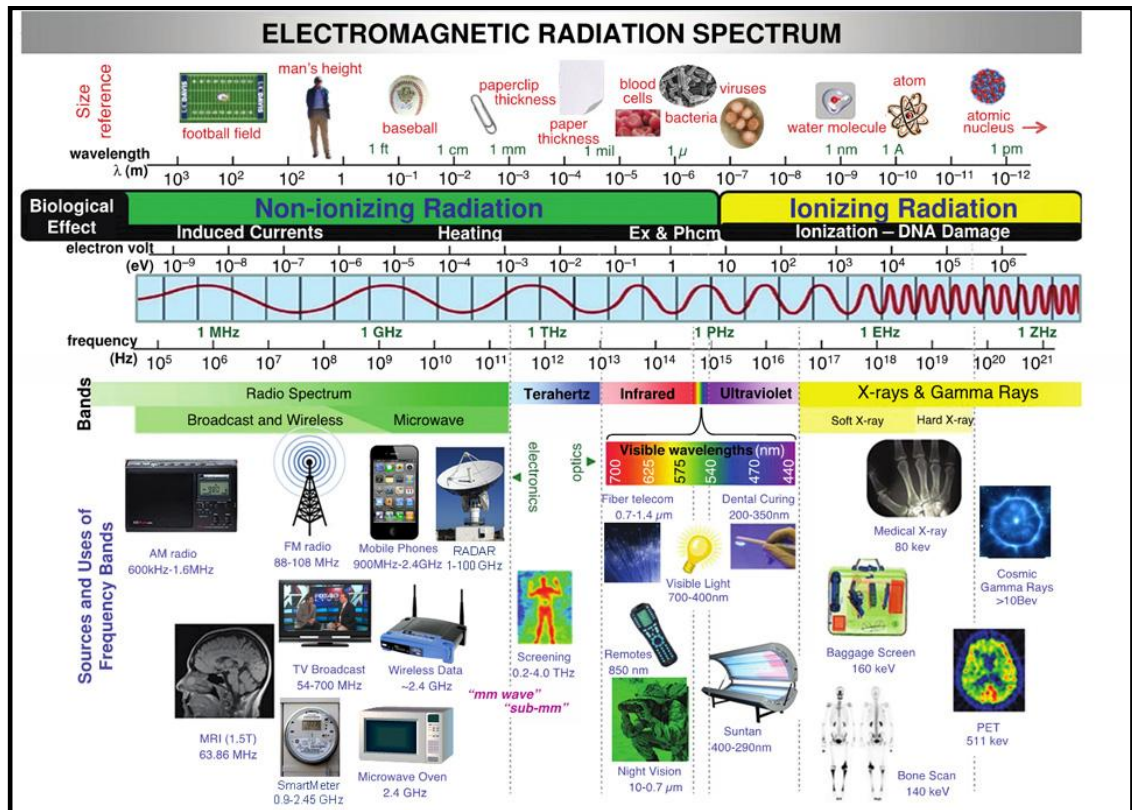 ELECTROMAGNETIC RADIATION SPECTRUM
Size
reference
football field
man's height
baseball
paperclip
thickness
paper
thickness
blood
cells
bacteria
viruses
water molecule
atom
atomic
nucleus
wavelength
λ (m)
1 ft 1 cm 1 mm 1 mil 1 µ 1 nm 1 A 1 pm
10³ 10² 10² 1 10⁻¹ 10⁻² 10⁻³ 10⁻⁴ 10⁻⁵ 10⁻⁶ 10⁻⁷ 10⁻⁸ 10⁻⁹ 10⁻¹⁰ 10⁻¹¹ 10⁻¹²
Biological
Effect
Non-ionizing Radiation
Ionizing Radiation
Induced Currents Heating Ex & Phcm Ionization – DNA Damage
electron volt
(eV)
10⁻⁹ 10⁻⁸ 10⁻⁷ 10⁻⁶ 10⁻⁵ 10⁻⁴ 10⁻³ 10⁻² 10⁻¹ 1 10 10² 10³ 10⁴ 10⁵ 10⁶
1 MHz 1 GHz 1 THz 1 PHz 1 EHz 1 ZHz
frequency
(Hz)
10⁵ 10⁶ 10⁷ 10⁸ 10⁹ 10¹⁰ 10¹¹ 10¹² 10¹³ 10¹⁴ 10¹⁵ 10¹⁶ 10¹⁷ 10¹⁸ 10¹⁹ 10²⁰ 10²¹
Bands
Radio Spectrum Terahertz Infrared Ultraviolet X-rays & Gamma Rays
Broadcast and Wireless Microwave Soft X-ray Hard X-ray
electronics
optics
Visible wavelengths (nm)
700 625 575 540 470 440
Sources and Uses of
Frequency Bands
AM radio
600kHz-1.6MHz
FM radio
88-108 MHz
Mobile Phones
900MHz-2.4GHz
RADAR
1-100 GHz
Fiber telecom
0.7-1.4 µm
Dental Curing
200-350nm
Visible Light
700-400nm
Medical X-ray
80 kev
Cosmic
Gamma Rays
>10Bev
MRI (1.5T)
63.86 MHz
TV Broadcast
54-700 MHz
Wireless Data
~2.4 GHz
Screening
0.2-4.0 THz
"mm wave"
"sub-mm"
Remotes
850 nm
Baggage Screen
160 keV
SmartMeter
0.9-2.45 GHz
Microwave Oven
2.4 GHz
Night Vision
10-0.7 µm
Suntan
400-290nm
Bone Scan
140 keV
PET
511 kev